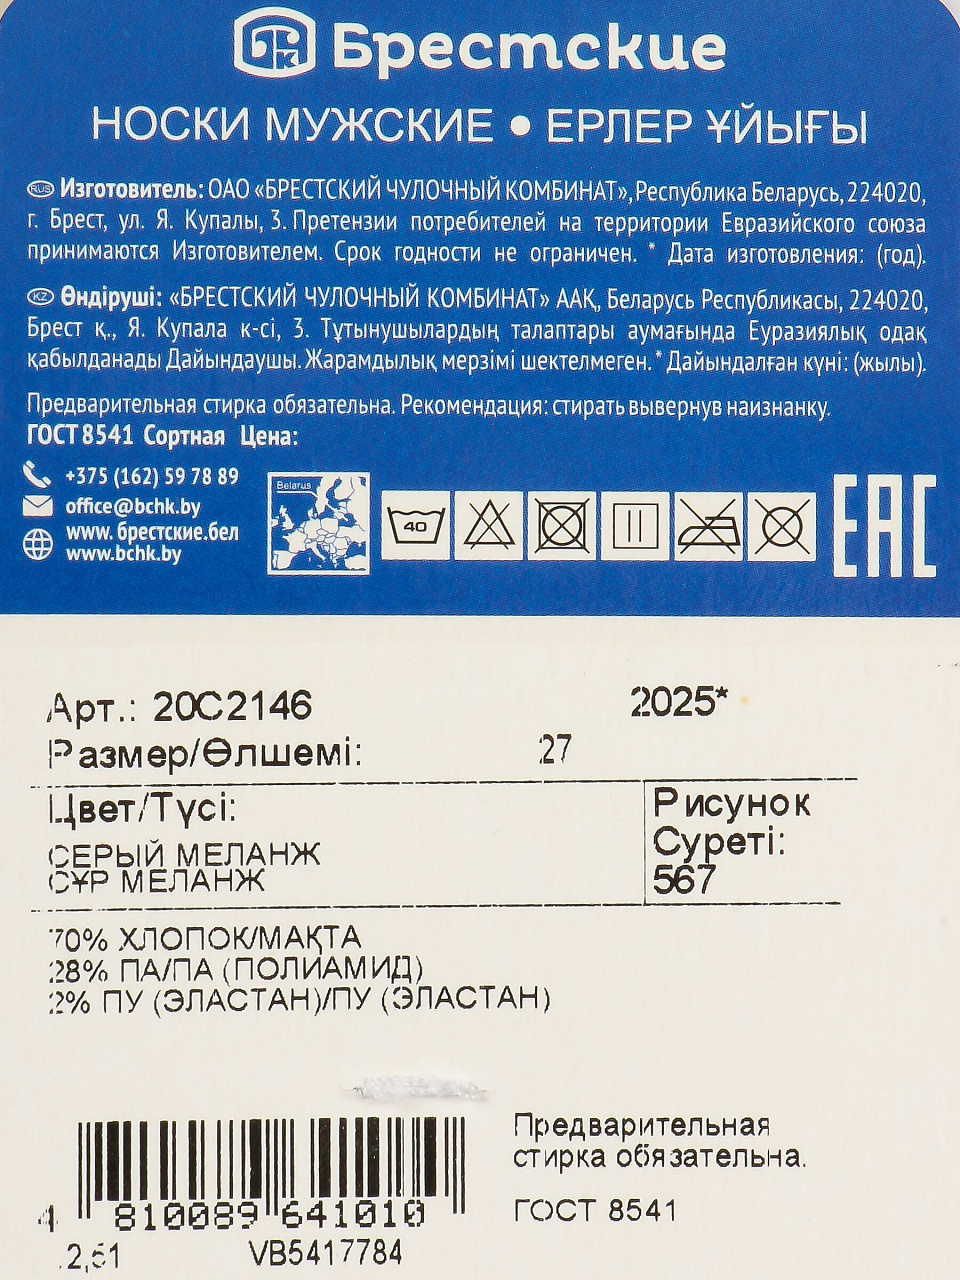 Брестские
НОСКИ МУЖСКИЕ • ЕРЛЕР ҰЙЫҒЫ
RUS Изготовитель: ОАО «БРЕСТСКИЙ ЧУЛОЧНЫЙ КОМБИНАТ», Республика Беларусь, 224020,
г. Брест, ул. Я. Купалы, 3. Претензии потребителей на территории Евразийского союза
принимаются Изготовителем. Срок годности не ограничен. * Дата изготовления: (год).
KZ Өндіруші: «БРЕСТСКИЙ ЧУЛОЧНЫЙ КОМБИНАТ» ААҚ, Беларусь Республикасы, 224020,
Брест қ., Я. Купала к-сі, 3. Тұтынушылардың талаптары аумағында Еуразиялық одақ
қабылданады Дайындаушы. Жарамдылық мерзімі шектелмеген. * Дайындалған күні: (жылы).
Предварительная стирка обязательна. Рекомендация: стирать вывернув наизнанку.
ГОСТ 8541 Сортная Цена:
+375 (162) 59 78 89
office@bchk.by
www. брестские.бел
www.bchk.by
Belarus
40
EAC
Арт.: 20С2146 2025*
Размер/Өлшемі: 27
Цвет/Түсі:
СЕРЫЙ МЕЛАНЖ
СҰР МЕЛАНЖ
Рисунок
Суреті:
567
70% ХЛОПОК/МАҚТА
28% ПА/ПА (ПОЛИАМИД)
2% ПУ (ЭЛАСТАН)/ПУ (ЭЛАСТАН)
Предварительная
стирка обязательна.
ГОСТ 8541
4 810089 641010
2,51 VB5417784